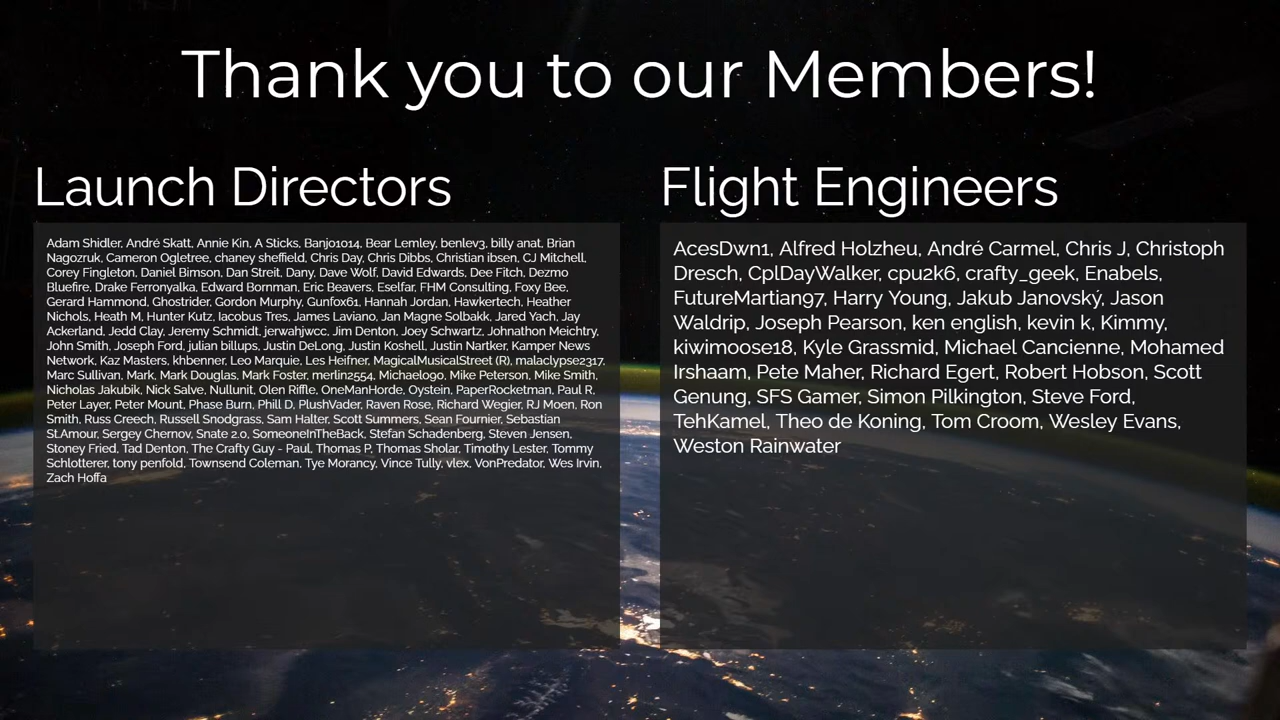 Thank you to our Members!
Launch Directors
Adam Shidler, André Skatt, Annie Kin, A Sticks, Banjo1014, Bear Lemley, benlev3, billy anat, Brian
Nagozruk, Cameron Ogletree, chaney sheffield, Chris Day, Chris Dibbs, Christian ibsen, CJ Mitchell,
Corey Fingleton, Daniel Bimson, Dan Streit, Dany, Dave Wolf, David Edwards, Dee Fitch, Dezmo
Bluefire, Drake Ferronyalka, Edward Bornman, Eric Beavers, Eselfar, FHM Consulting, Foxy Bee,
Gerard Hammond, Ghostrider, Gordon Murphy, Gunfox61, Hannah Jordan, Hawkertech, Heather
Nichols, Heath M, Hunter Kutz, Iacobus Tres, James Laviano, Jan Magne Solbakk, Jared Yach, Jay
Ackerland, Jedd Clay, Jeremy Schmidt, jerwahjwcc, Jim Denton, Joey Schwartz, Johnathon Meichtry,
John Smith, Joseph Ford, julian billups, Justin DeLong, Justin Koshell, Justin Nartker, Kamper News
Network, Kaz Masters, khbenner, Leo Marquie, Les Heifner, MagicalMusicalStreet (R), malaclypse2317,
Marc Sullivan, Mark, Mark Douglas, Mark Foster, merlin2554, Michael090, Mike Peterson, Mike Smith,
Nicholas Jakubik, Nick Salve, Nullunit, Olen Riffle, OneManHorde, Oystein, PaperRocketman, Paul R,
Peter Layer, Peter Mount, Phase Burn, Phill D, PlushVader, Raven Rose, Richard Wegier, RJ Moen, Ron
Smith, Russ Creech, Russell Snodgrass, Sam Halter, Scott Summers, Sean Fournier, Sebastian
St.Amour, Sergey Chernov, Snate 2.0, SomeoneInTheBack, Stefan Schadenberg, Steven Jensen,
Stoney Fried, Tad Denton, The Crafty Guy - Paul, Thomas P, Thomas Sholar, Timothy Lester, Tommy
Schlotterer, tony penfold, Townsend Coleman, Tye Morancy, Vince Tully, vlex, VonPredator, Wes Irvin,
Zach Hoffa
Flight Engineers
AcesDwn1, Alfred Holzheu, André Carmel, Chris J, Christoph
Dresch, CplDayWalker, cpu2k6, crafty_geek, Enabels,
FutureMartian97, Harry Young, Jakub Janovský, Jason
Waldrip, Joseph Pearson, ken english, kevin k, Kimmy,
kiwimoose18, Kyle Grassmid, Michael Cancienne, Mohamed
Irshaam, Pete Maher, Richard Egert, Robert Hobson, Scott
Genung, SFS Gamer, Simon Pilkington, Steve Ford,
TehKamel, Theo de Koning, Tom Croom, Wesley Evans,
Weston Rainwater